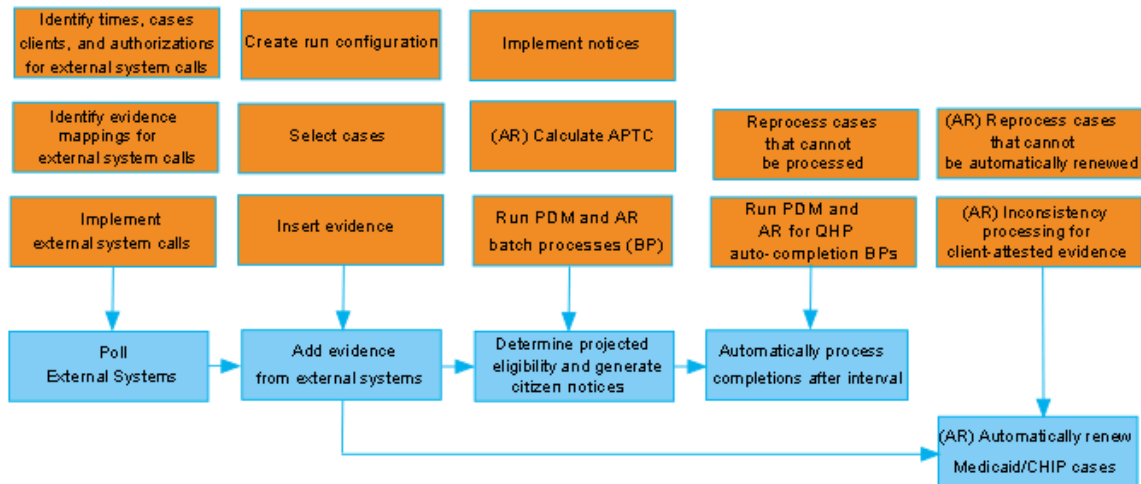 Identify times, cases
clients, and authorizations
for external system calls
Create run configuration
Implement notices
Identify evidence
mappings for
external system calls
Select cases
(AR) Calculate APTC
Reprocess cases
that cannot
be processed
(AR) Reprocess cases
that cannot
be automatically renewed
Implement
external system calls
Insert evidence
Run PDM and AR
batch processes (BP)
Run PDM and
AR for QHP
auto-completion BPs
(AR) Inconsistency
processing for
client-attested evidence
Poll
External Systems
Add evidence
from external systems
Determine projected
eligibility and generate
citizen notices
Automatically process
completions after interval
(AR) Automatically renew
Medicaid/CHIP cases